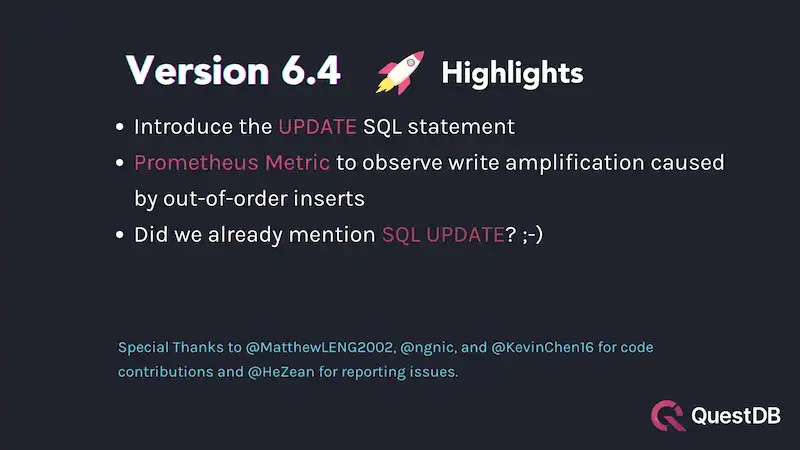 Version 6.4 Highlights
• Introduce the UPDATE SQL statement
• Prometheus Metric to observe write amplification caused
by out-of-order inserts
• Did we already mention SQL UPDATE? ;-)
Special Thanks to @MatthewLENG2002, @ngnic, and @KevinChen16 for code
contributions and @HeZean for reporting issues.
QuestDB